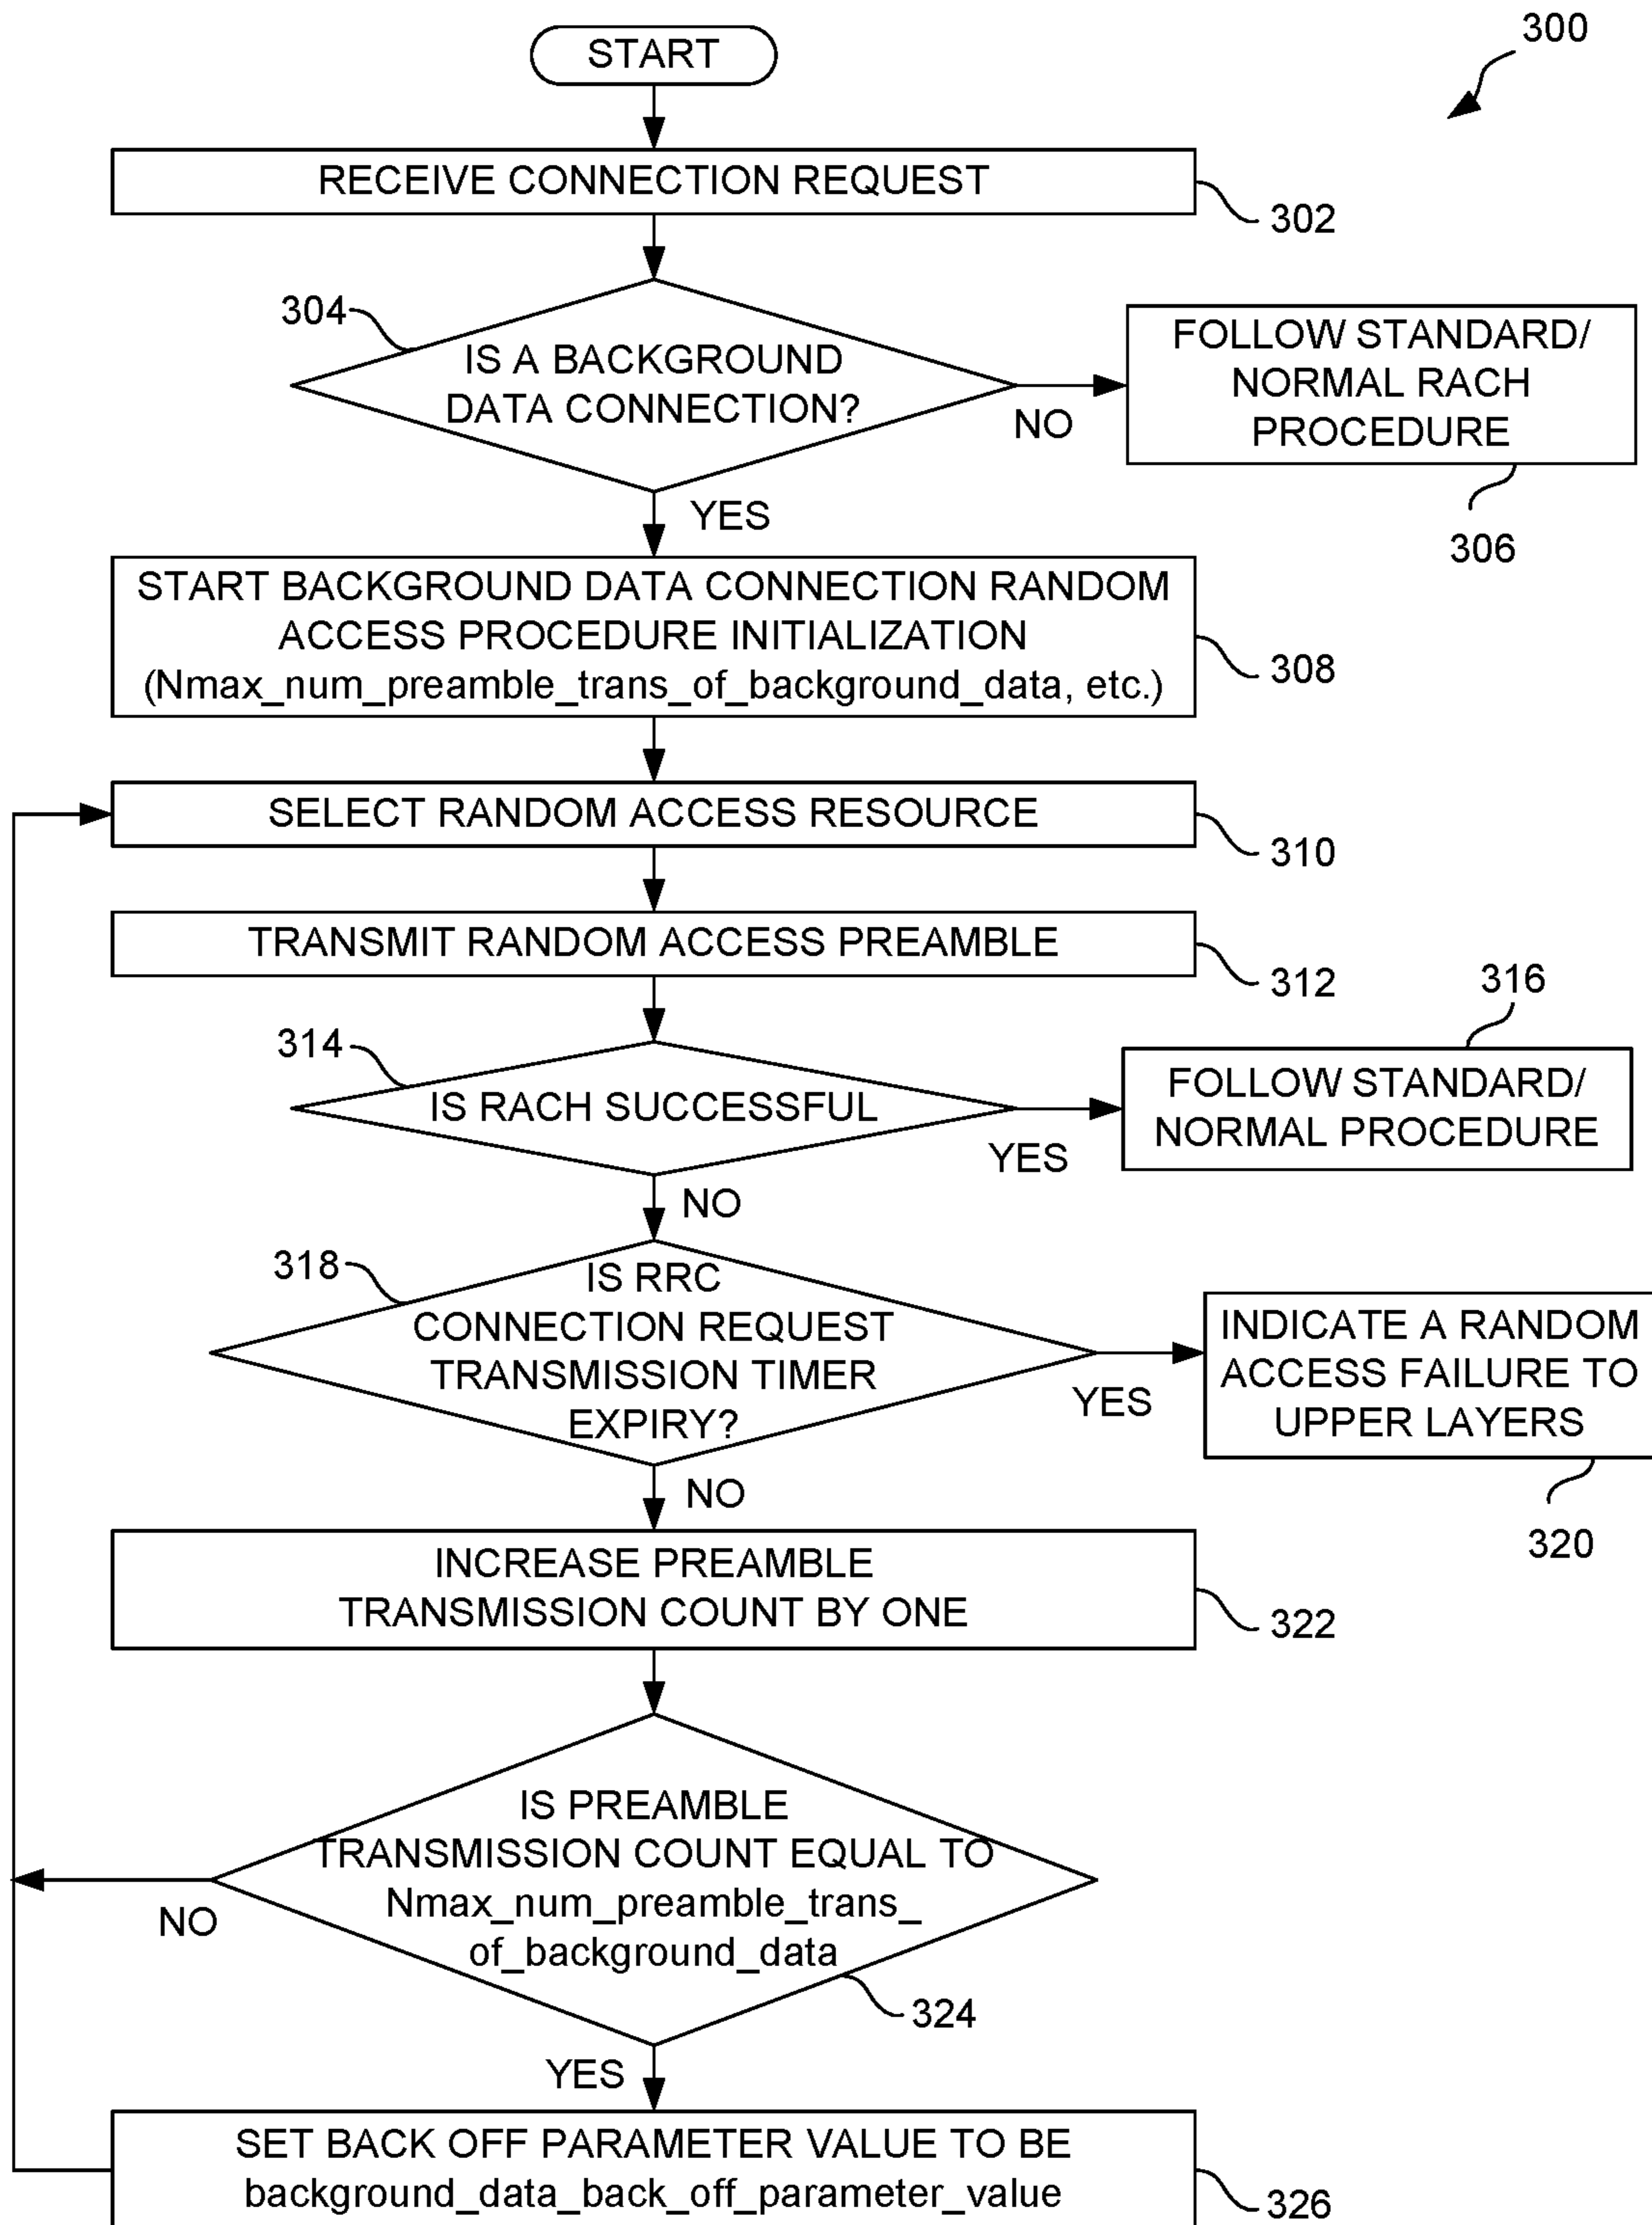 300
START
RECEIVE CONNECTION REQUEST
302
304
IS A BACKGROUND
DATA CONNECTION?
NO
FOLLOW STANDARD/
NORMAL RACH
PROCEDURE
306
YES
START BACKGROUND DATA CONNECTION RANDOM
ACCESS PROCEDURE INITIALIZATION
(Nmax_num_preamble_trans_of_background_data, etc.)
308
SELECT RANDOM ACCESS RESOURCE
310
TRANSMIT RANDOM ACCESS PREAMBLE
312
314
IS RACH SUCCESSFUL
YES
316
FOLLOW STANDARD/
NORMAL PROCEDURE
NO
318
IS RRC
CONNECTION REQUEST
TRANSMISSION TIMER
EXPIRY?
YES
INDICATE A RANDOM
ACCESS FAILURE TO
UPPER LAYERS
320
NO
INCREASE PREAMBLE
TRANSMISSION COUNT BY ONE
322
IS PREAMBLE
TRANSMISSION COUNT EQUAL TO
Nmax_num_preamble_trans_
of_background_data
NO
324
YES
SET BACK OFF PARAMETER VALUE TO BE
background_data_back_off_parameter_value
326